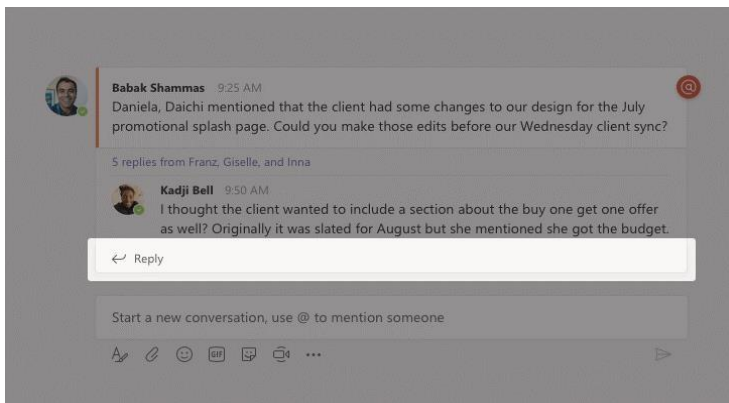 Babak Shammas 9:25 AM
Daniela, Daichi mentioned that the client had some changes to our design for the July
promotional splash page. Could you make those edits before our Wednesday client sync?
5 replies from Franz, Giselle, and Inna
Kadji Bell 9:50 AM
I thought the client wanted to include a section about the buy one get one offer
as well? Originally it was slated for August but she mentioned she got the budget.
Reply
Start a new conversation, use @ to mention someone
GIF